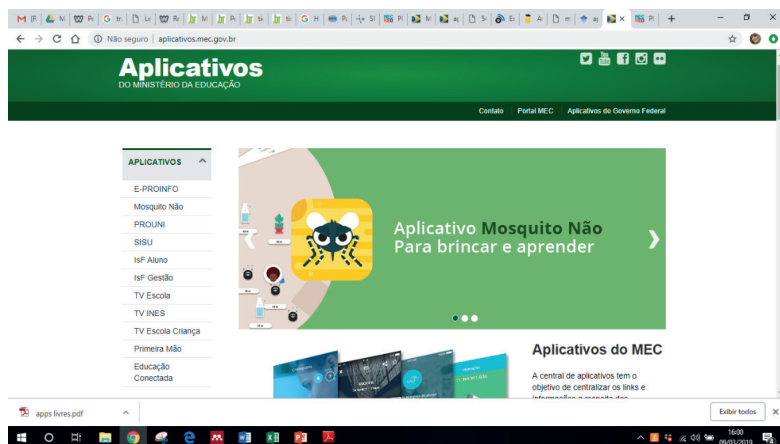 Não seguro | aplicativos.mec.gov.br
Aplicativos
DO MINISTÉRIO DA EDUCAÇÃO
Contato Portal MEC Aplicativos do Governo Federal
APLICATIVOS
E-PROINFO
Mosquito Não
PROUNI
SISU
IsF Aluno
IsF Gestão
TV Escola
TV INES
TV Escola Criança
Primeira Mão
Educação
Conectada
Aplicativo Mosquito Não
Para brincar e aprender
Aplicativos do MEC
A central de aplicativos tem o
objetivo de centralizar os links e
apps livres.pdf
Exibir todos
16:00
09/03/2019